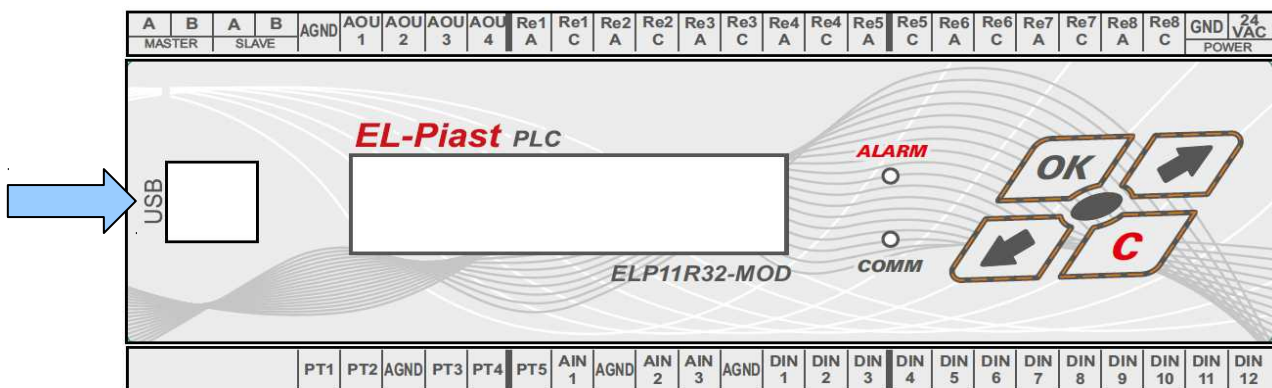 A B A B AGND AOU AOU AOU AOU Re1 Re1 Re2 Re2 Re3 Re3 Re4 Re4 Re5 Re5 Re6 Re6 Re7 Re7 Re8 Re8 GND 24
MASTER SLAVE 1 2 3 4 A C A C A C A C A C A C A C A C VAC
POWER
EL-Piast PLC
ALARM
OK
USB
C
ELP11R32-MOD
COMM
PT1 PT2 AGND PT3 PT4 PT5 AIN AGND AIN AIN AGND DIN DIN DIN DIN DIN DIN DIN DIN DIN DIN DIN DIN
1 2 3 1 2 3 4 5 6 7 8 9 10 11 12